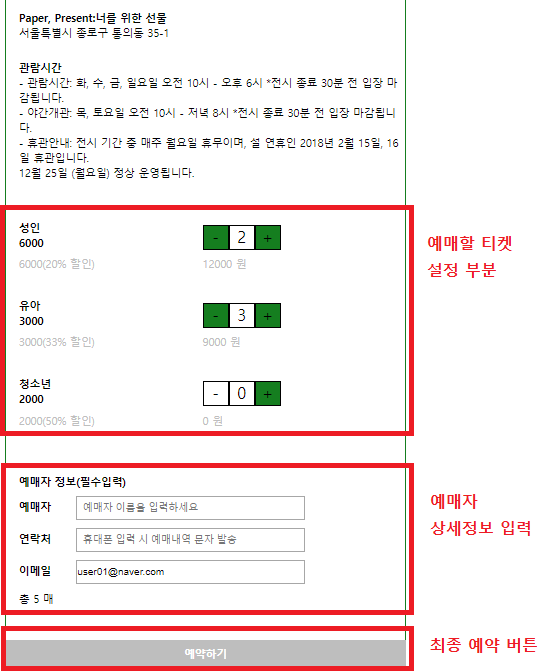 Paper, Present:너를 위한 선물
서울특별시 종로구 통의동 35-1
관람시간
- 관람시간: 화, 수, 금, 일요일 오전 10시 - 오후 6시 *전시 종료 30분 전 입장 마
감됩니다.
- 야간개관: 목, 토요일 오전 10시 - 저녁 8시 *전시 종료 30분 전 입장 마감됩니
다.
- 휴관안내: 전시 기간 중 매주 월요일 휴무이며, 설 연휴인 2018년 2월 15일, 16
일 휴관입니다.
12월 25일 (월요일) 정상 운영됩니다.
성인
6000
- 2 +
6000(20% 할인)
12000 원
예매할 티켓
설정 부분
유아
3000
- 3 +
3000(33% 할인)
9000 원
청소년
2000
- 0 +
2000(50% 할인)
0 원
예매자 정보(필수입력)
예매자
예매자 이름을 입력하세요
연락처
휴대폰 입력 시 예매내역 문자 발송
이메일
user01@naver.com
총 5 매
예매자
상세정보 입력
예약하기
최종 예약 버튼